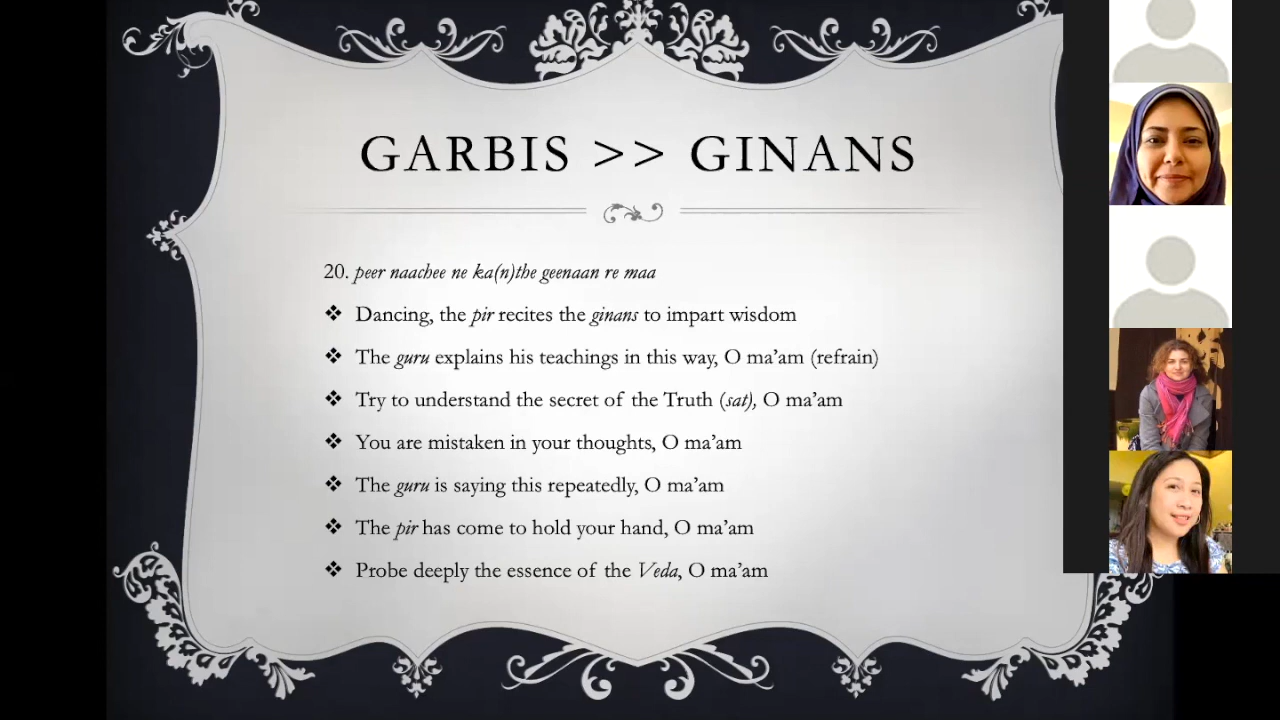 GARBIS >> GINANS
20. peer naachee ne ka(n)the geenaan re maa
❖ Dancing, the pir recites the ginans to impart wisdom
❖ The guru explains his teachings in this way, O ma’am (refrain)
❖ Try to understand the secret of the Truth (sat), O ma’am
❖ You are mistaken in your thoughts, O ma’am
❖ The guru is saying this repeatedly, O ma’am
❖ The pir has come to hold your hand, O ma’am
❖ Probe deeply the essence of the Veda, O ma’am